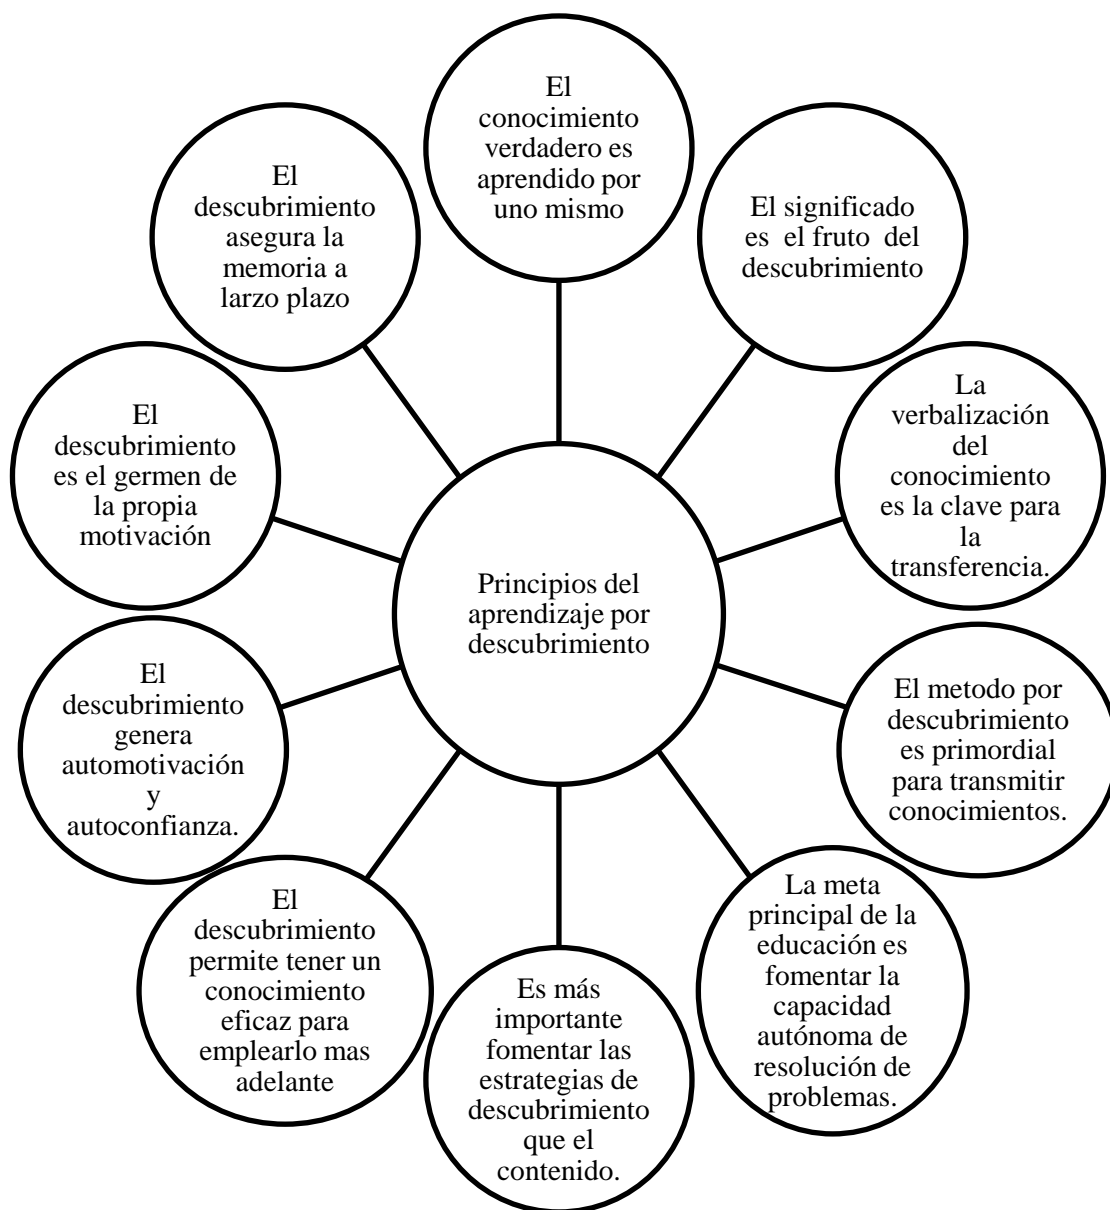 El
conocimiento
verdadero es
aprendido por
uno mismo
El significado
es el fruto del
descubrimiento
La
verbalización
del
conocimiento
es la clave para
la
transferencia.
El metodo por
descubrimiento
es primordial
para transmitir
conocimientos.
La meta
principal de la
educación es
fomentar la
capacidad
autónoma de
resolución de
problemas.
Es más
importante
fomentar las
estrategias de
descubrimiento
que el
contenido.
El
descubrimiento
permite tener un
conocimiento
eficaz para
emplearlo mas
adelante
El
descubrimiento
genera
automotivación
y
autoconfianza.
El
descubrimiento
es el germen de
la propia
motivación
El
descubrimiento
asegura la
memoria a
larzo plazo
Principios del
aprendizaje por
descubrimiento